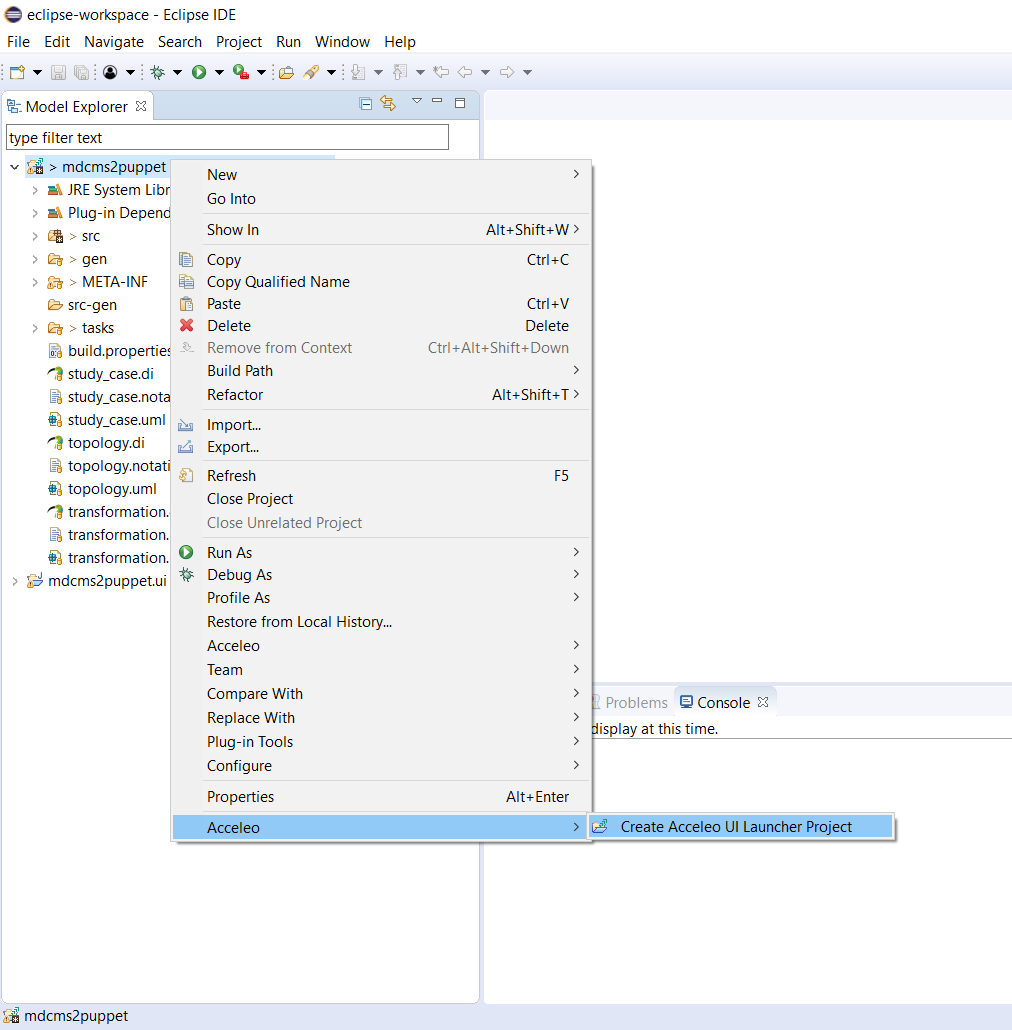 eclipse-workspace - Eclipse IDE
File Edit Navigate Search Project Run Window Help
Model Explorer
type filter text
> mdcms2puppet
JRE System Libr
Plug-in Depend
> src
> gen
> META-INF
src-gen
> tasks
build.properties
study_case.di
study_case.nota
study_case.uml
topology.di
topology.notati
topology.uml
transformation.
transformation.
transformation.
mdcms2puppet.ui
New
Go Into
Show In Alt+Shift+W
Copy Ctrl+C
Copy Qualified Name
Paste Ctrl+V
Delete Delete
Remove from Context Ctrl+Alt+Shift+Down
Build Path
Refactor Alt+Shift+T
Import...
Export...
Refresh F5
Close Project
Close Unrelated Project
Run As
Debug As
Profile As
Restore from Local History...
Acceleo
Team
Compare With
Replace With
Plug-in Tools
Configure
Properties Alt+Enter
Acceleo
Create Acceleo UI Launcher Project
Problems Console
display at this time.
mdcms2puppet